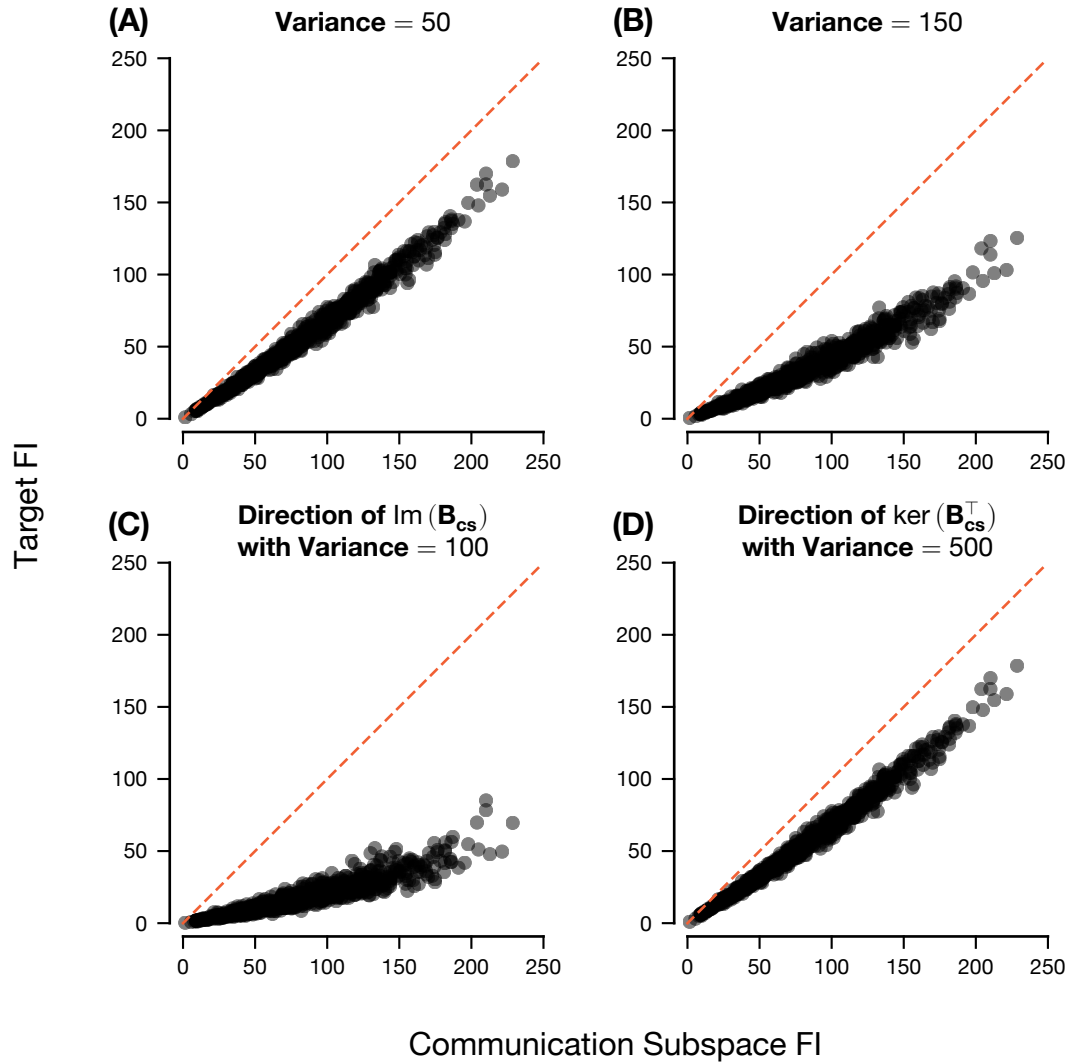 (A)
Variance = 50
250
200
150
100
50
0
0 50 100 150 200 250
(B)
Variance = 150
250
200
150
100
50
0
0 50 100 150 200 250
Target FI
(C)
Direction of Im (B_cs)
with Variance = 100
250
200
150
100
50
0
0 50 100 150 200 250
(D)
Direction of ker (B_cs^⊤)
with Variance = 500
250
200
150
100
50
0
0 50 100 150 200 250
Communication Subspace FI